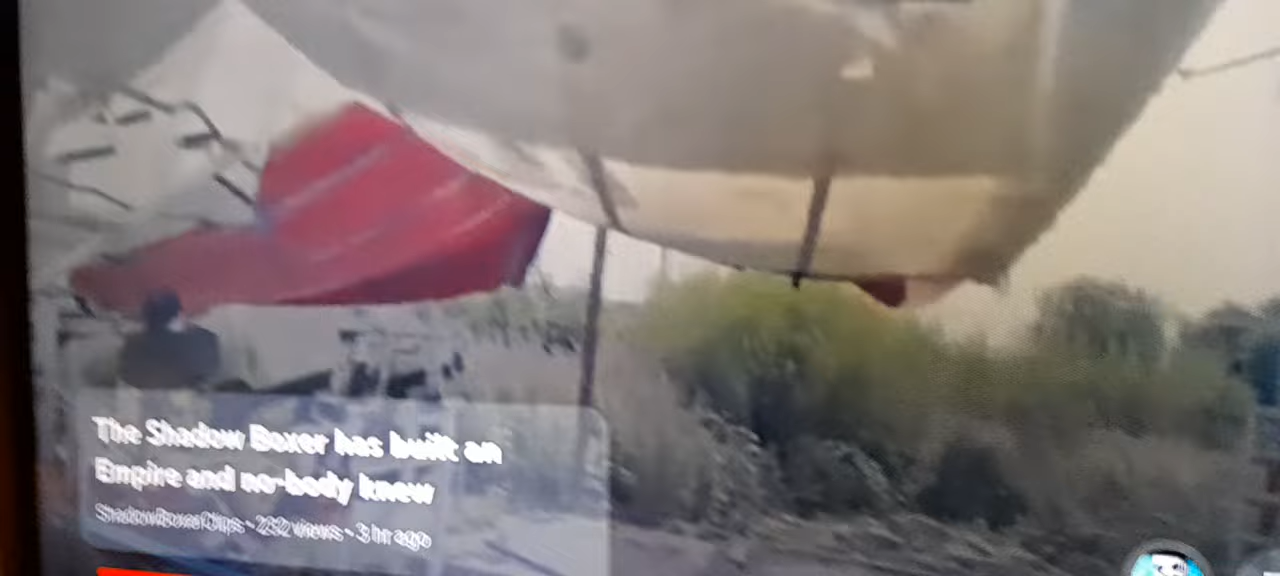 The Shadow Boxer has built an
Empire and no-body knew
ShadowBoxerClips • 232 views • 3 hr ago